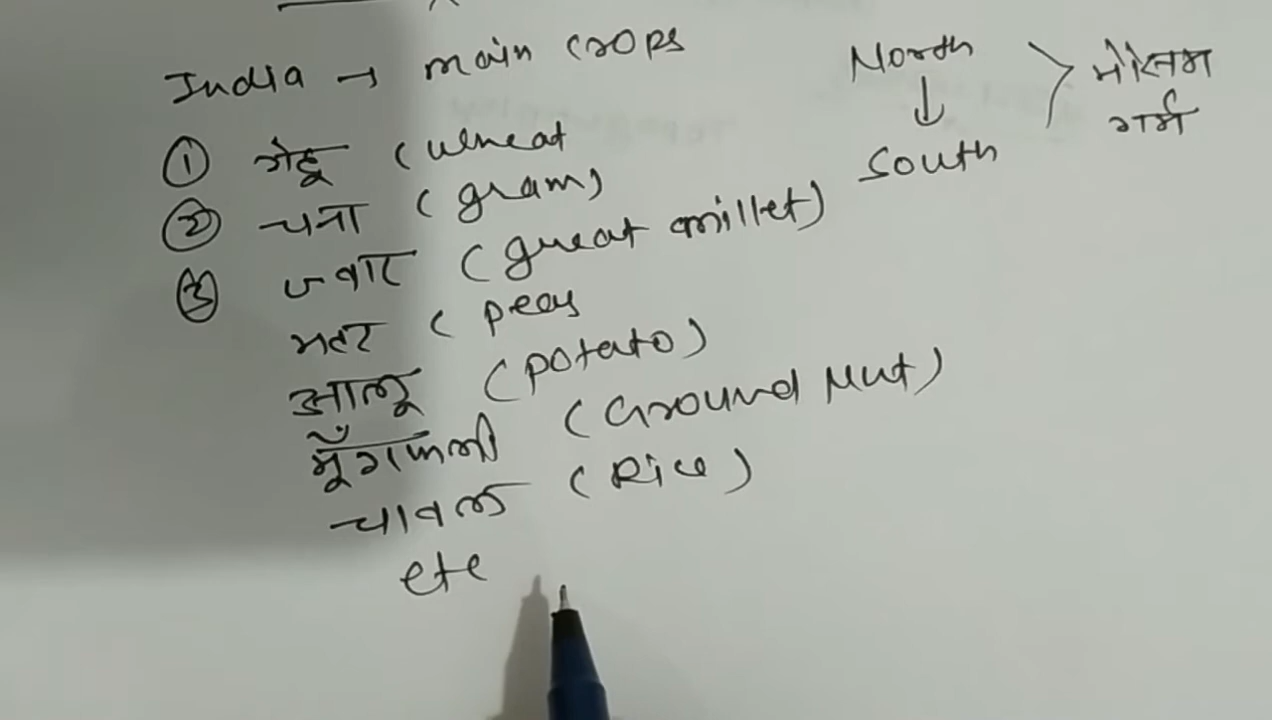 India → main crops
① गेहू (wheat
② चना (gram)
③ ज्वार (great millet)
मटर ( peas
आलू (potato)
मूँगफली (Ground Nut)
चावल (Rice)
etc
North
↓
South
> मौसम
गर्म